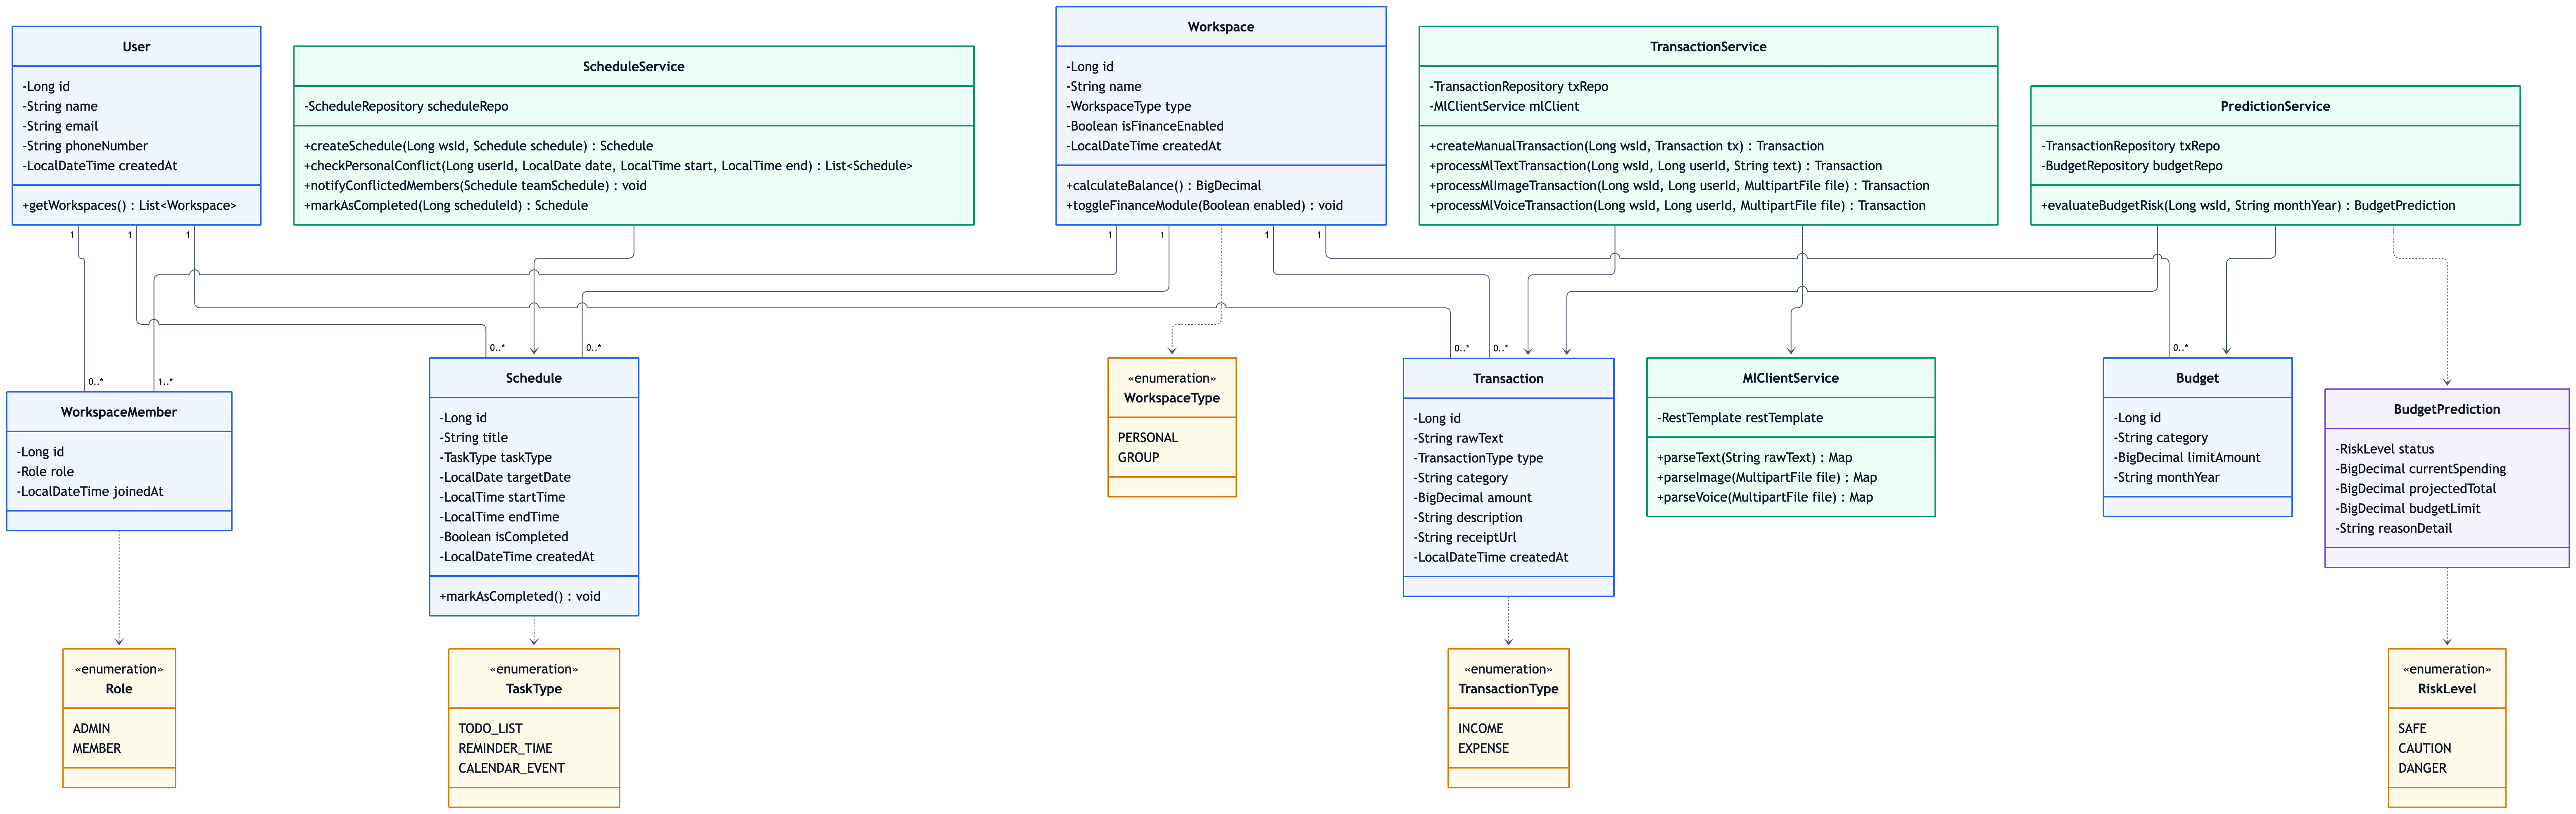 User
-Long id
-String name
-String email
-String phoneNumber
-LocalDateTime createdAt
+getWorkspaces() : List<Workspace>
ScheduleService
-ScheduleRepository scheduleRepo
+createSchedule(Long wsId, Schedule schedule) : Schedule
+checkPersonalConflict(Long userId, LocalDate date, LocalTime start, LocalTime end) : List<Schedule>
+notifyConflictedMembers(Schedule teamSchedule) : void
+markAsCompleted(Long scheduleId) : Schedule
Workspace
-Long id
-String name
-WorkspaceType type
-Boolean isFinanceEnabled
-LocalDateTime createdAt
+calculateBalance() : BigDecimal
+toggleFinanceModule(Boolean enabled) : void
TransactionService
-TransactionRepository txRepo
-MlClientService mlClient
+createManualTransaction(Long wsId, Transaction tx) : Transaction
+processMlTextTransaction(Long wsId, Long userId, String text) : Transaction
+processMlImageTransaction(Long wsId, Long userId, MultipartFile file) : Transaction
+processMlVoiceTransaction(Long wsId, Long userId, MultipartFile file) : Transaction
PredictionService
-TransactionRepository txRepo
-BudgetRepository budgetRepo
+evaluateBudgetRisk(Long wsId, String monthYear) : BudgetPrediction
1
1
1
1
1
1
1
0..*
1..*
0..*
0..*
0..*
0..*
0..*
WorkspaceMember
-Long id
-Role role
-LocalDateTime joinedAt
Schedule
-Long id
-String title
-TaskType taskType
-LocalDate targetDate
-LocalTime startTime
-LocalTime endTime
-Boolean isCompleted
-LocalDateTime createdAt
+markAsCompleted() : void
«enumeration»
WorkspaceType
PERSONAL
GROUP
Transaction
-Long id
-String rawText
-TransactionType type
-String category
-BigDecimal amount
-String description
-String receiptUrl
-LocalDateTime createdAt
MlClientService
-RestTemplate restTemplate
+parseText(String rawText) : Map
+parseImage(MultipartFile file) : Map
+parseVoice(MultipartFile file) : Map
Budget
-Long id
-String category
-BigDecimal limitAmount
-String monthYear
BudgetPrediction
-RiskLevel status
-BigDecimal currentSpending
-BigDecimal projectedTotal
-BigDecimal budgetLimit
-String reasonDetail
«enumeration»
Role
ADMIN
MEMBER
«enumeration»
TaskType
TODO_LIST
REMINDER_TIME
CALENDAR_EVENT
«enumeration»
TransactionType
INCOME
EXPENSE
«enumeration»
RiskLevel
SAFE
CAUTION
DANGER